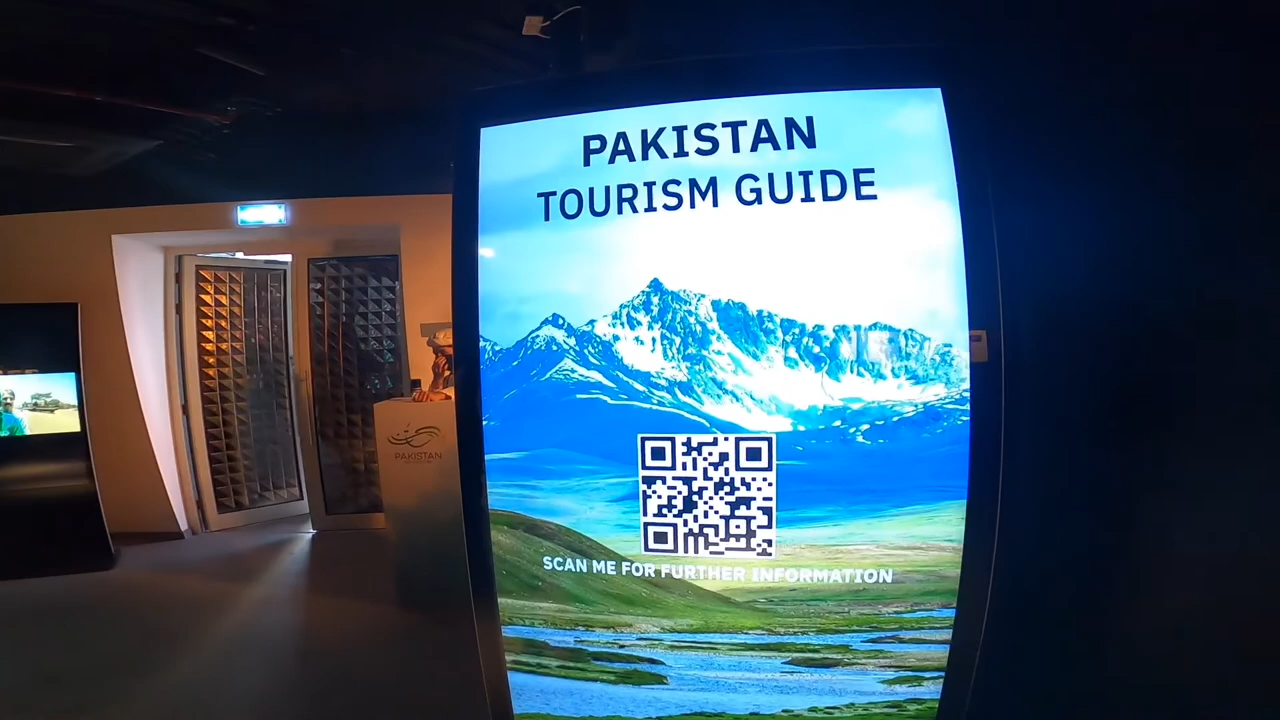 PAKISTAN
TOURISM GUIDE
SCAN ME FOR FURTHER INFORMATION
PAKISTAN